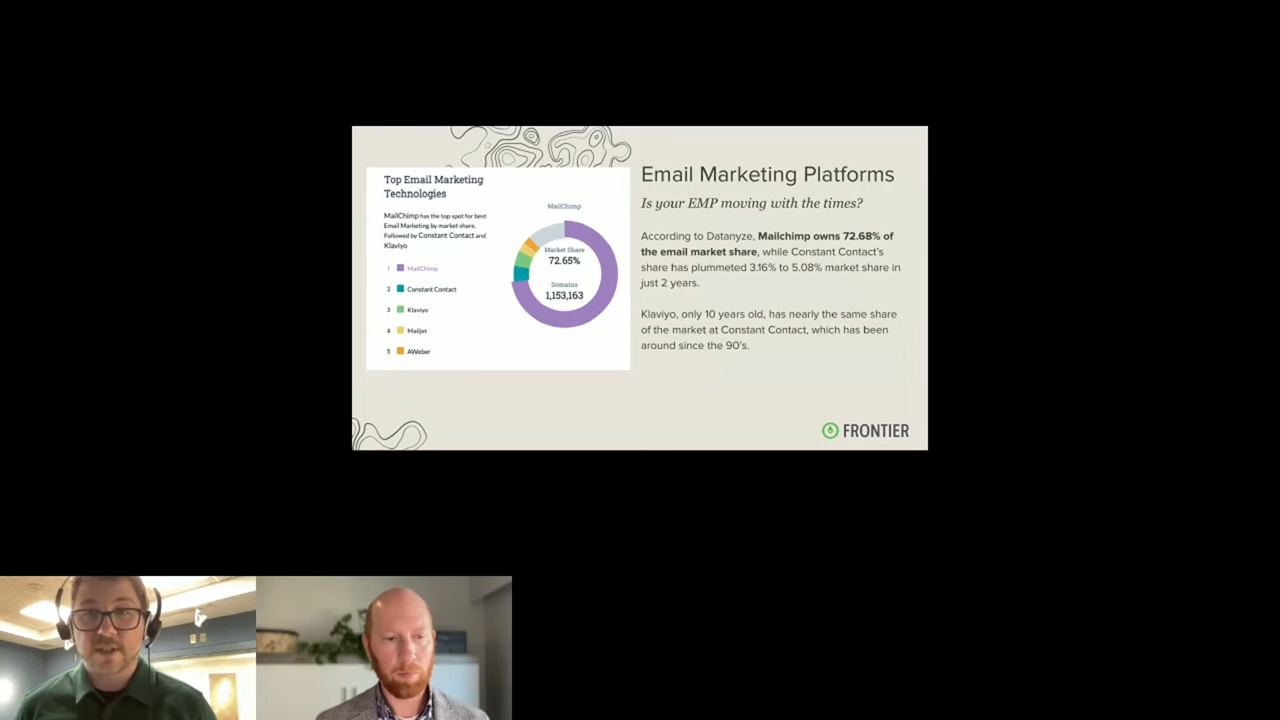 Top Email Marketing
Technologies
MailChimp has the top spot for best
Email Marketing by market share.
Followed by Constant Contact and
Klaviyo
1 MailChimp
2 Constant Contact
3 Klaviyo
4 Mailjet
5 AWeber
MailChimp
Market Share
72.65%
Domains
1,153,163
Email Marketing Platforms
Is your EMP moving with the times?
According to Datanyze, Mailchimp owns 72.68% of
the email market share, while Constant Contact's
share has plummeted 3.16% to 5.08% market share in
just 2 years.
Klaviyo, only 10 years old, has nearly the same share
of the market at Constant Contact, which has been
around since the 90's.
FRONTIER